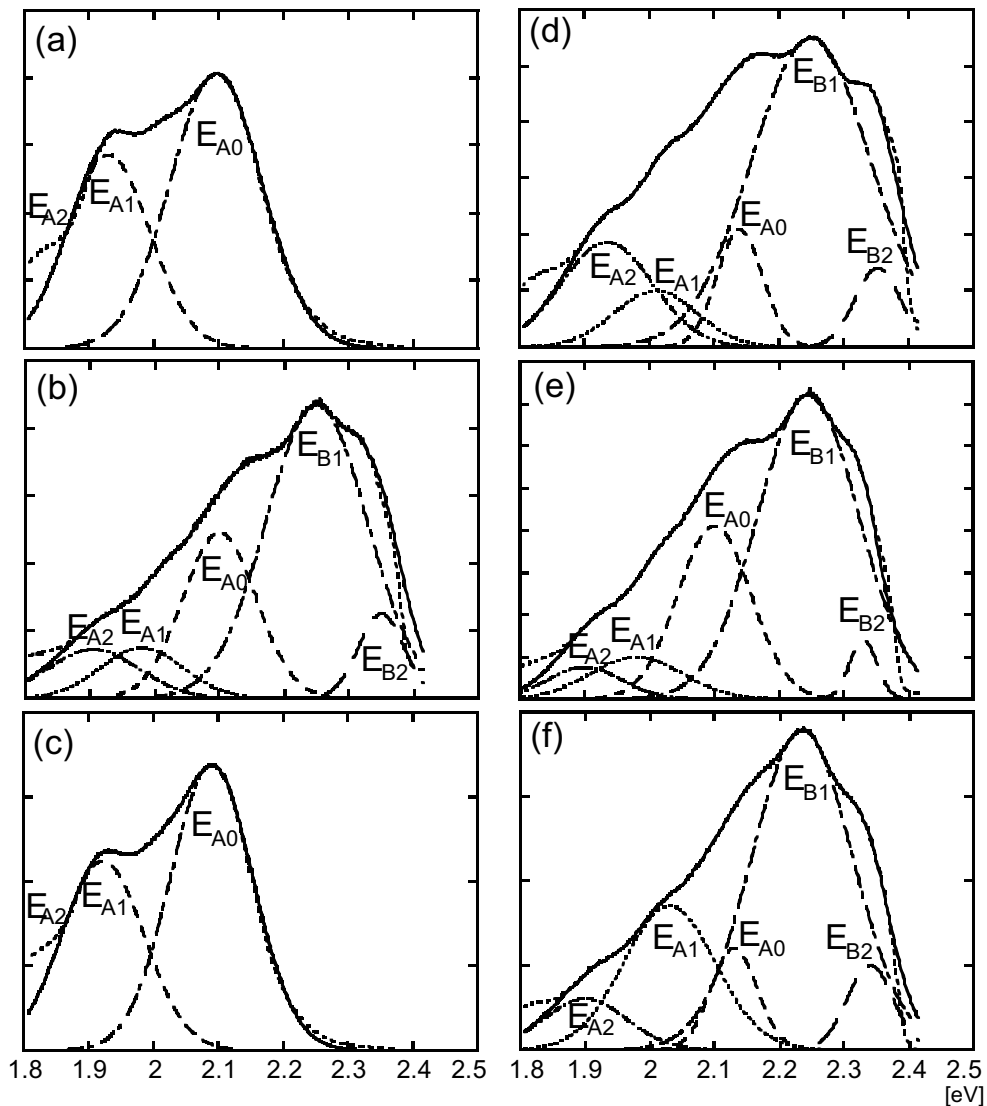 (a)
E_A0
E_A1
E_A2
(b)
E_B1
E_A0
E_A2
E_A1
E_B2
(c)
E_A0
E_A2
E_A1
1.8 1.9 2 2.1 2.2 2.3 2.4 2.5
(d)
E_B1
E_A0
E_B2
E_A2
E_A1
(e)
E_B1
E_A0
E_B2
E_A1
E_A2
(f)
E_B1
E_A1
E_A0
E_B2
E_A2
1.8 1.9 2 2.1 2.2 2.3 2.4 2.5
[eV]